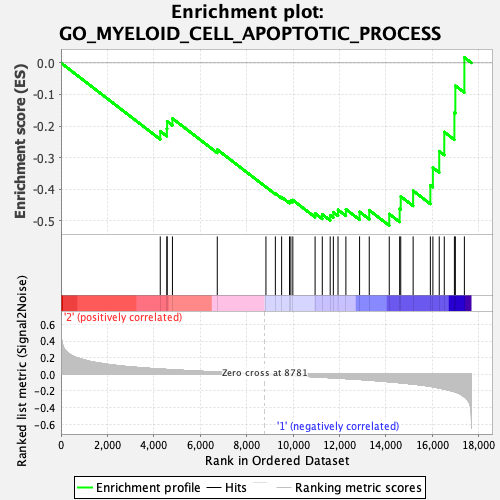 Enrichment plot:
GO_MYELOID_CELL_APOPTOTIC_PROCESS
Enrichment score (ES)
0.0
-0.1
-0.2
-0.3
-0.4
-0.5
'2' (positively correlated)
Ranked list metric (Signal2Noise)
0.6
0.4
0.2
0.0
-0.2
-0.4
-0.6
Zero cross at 8781
'1' (negatively correlated)
0 2,000 4,000 6,000 8,000 10,000 12,000 14,000 16,000 18,000
Rank in Ordered Dataset
Enrichment profile Hits Ranking metric scores